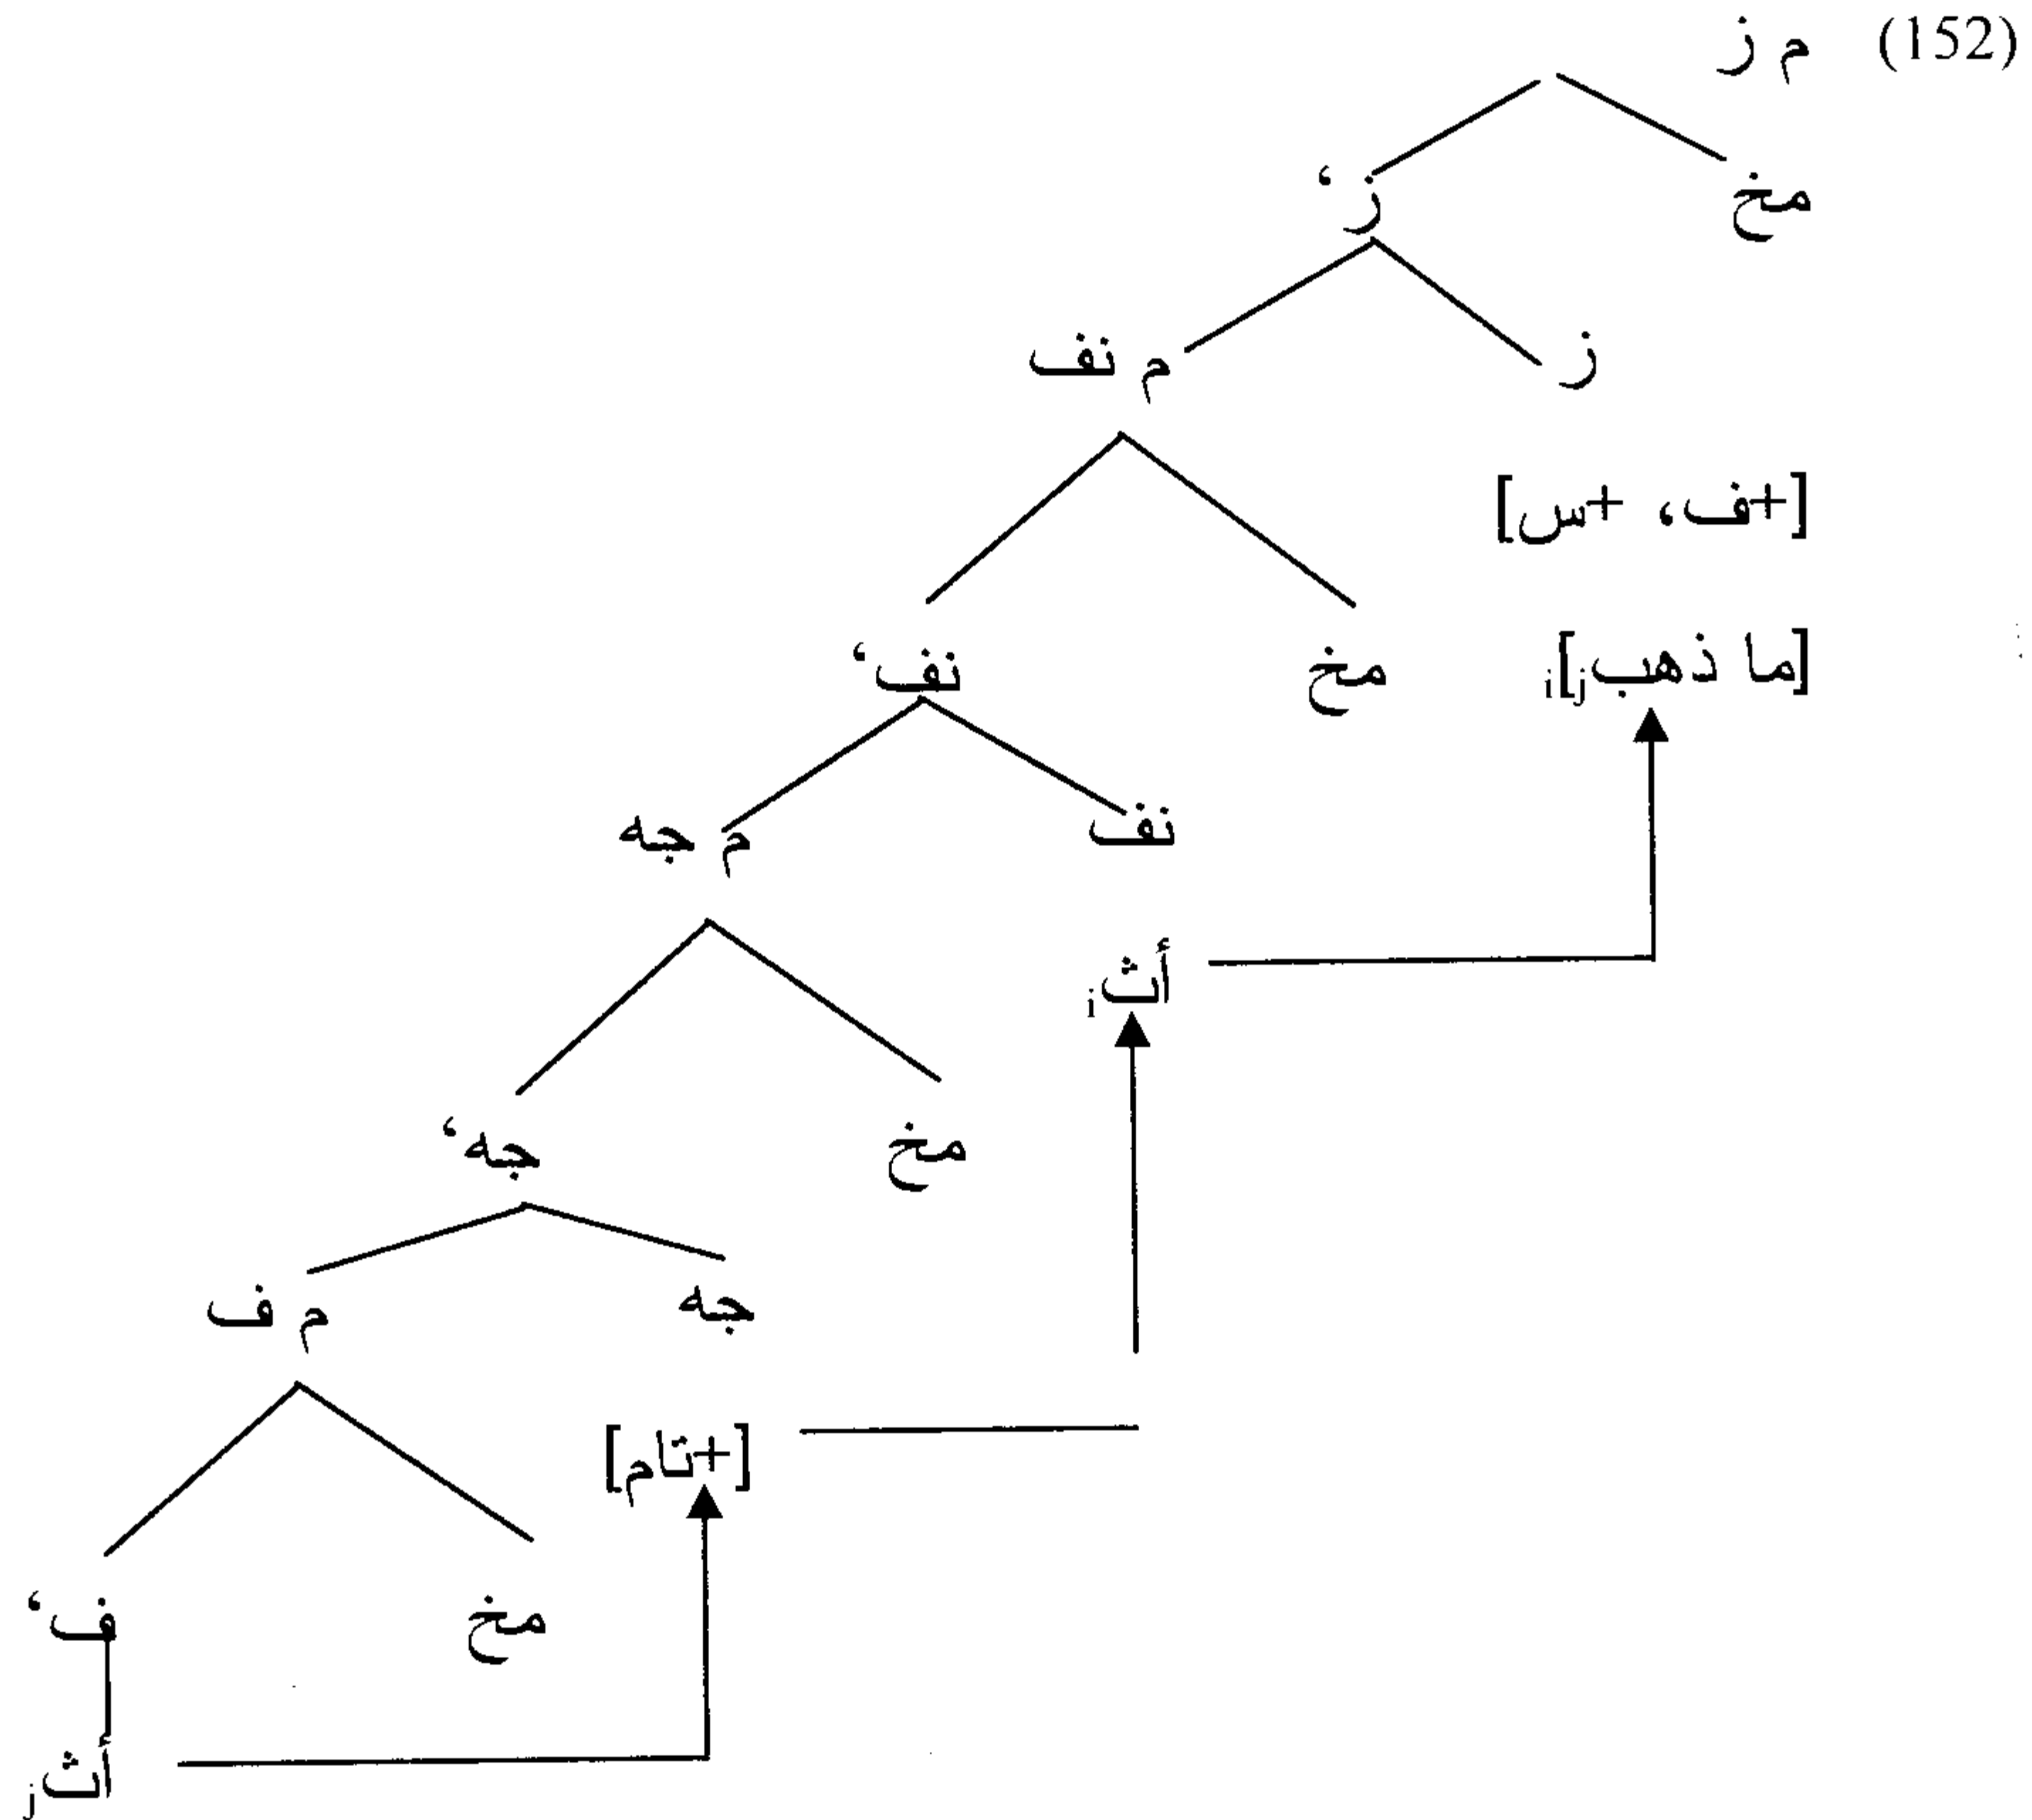 (152) م ز
مخ ز‘
ز م نف
[+ف، +س]
[ما ذهبj]i مخ نف‘
نف م جه
أثi
مخ جه‘
جه م ف
[+تام]
مخ ف‘
أثj